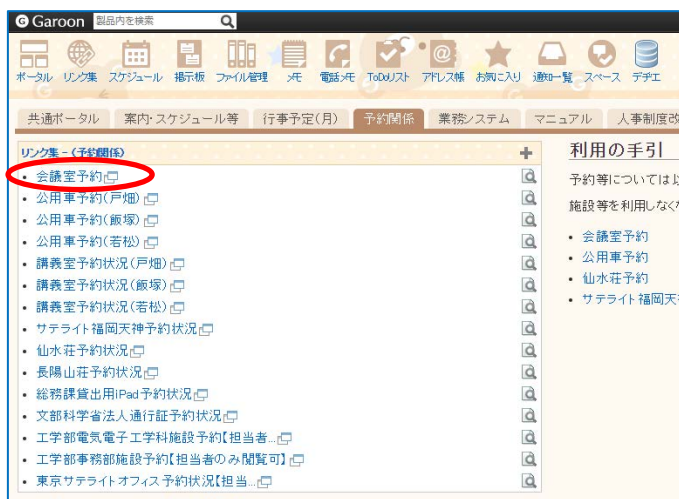 Garoon 製品内を検索
ポータル リンク集 スケジュール 掲示板 ファイル管理 メモ 電話メモ ToDoリスト アドレス帳 お気に入り 通知一覧 スペース デヂエ
共通ポータル 案内・スケジュール等 行事予定(月) 予約関係 業務システム マニュアル 人事制度改
リンク集 - (予約関係)
・会議室予約
・公用車予約(戸畑)
・公用車予約(飯塚)
・公用車予約(若松)
・講義室予約状況(戸畑)
・講義室予約状況(飯塚)
・講義室予約状況(若松)
・サテライト福岡天神予約状況
・仙水荘予約状況
・長陽山荘予約状況
・総務課貸出用iPad予約状況
・文部科学省法人通行証予約状況
・工学部電気電子工学科施設予約【担当者...
・工学部事務部施設予約【担当者のみ閲覧可】
・東京サテライトオフィス予約状況【担当...
利用の手引
予約等については以
施設等を利用しなくな
・会議室予約
・公用車予約
・仙水荘予約
・サテライト福岡天